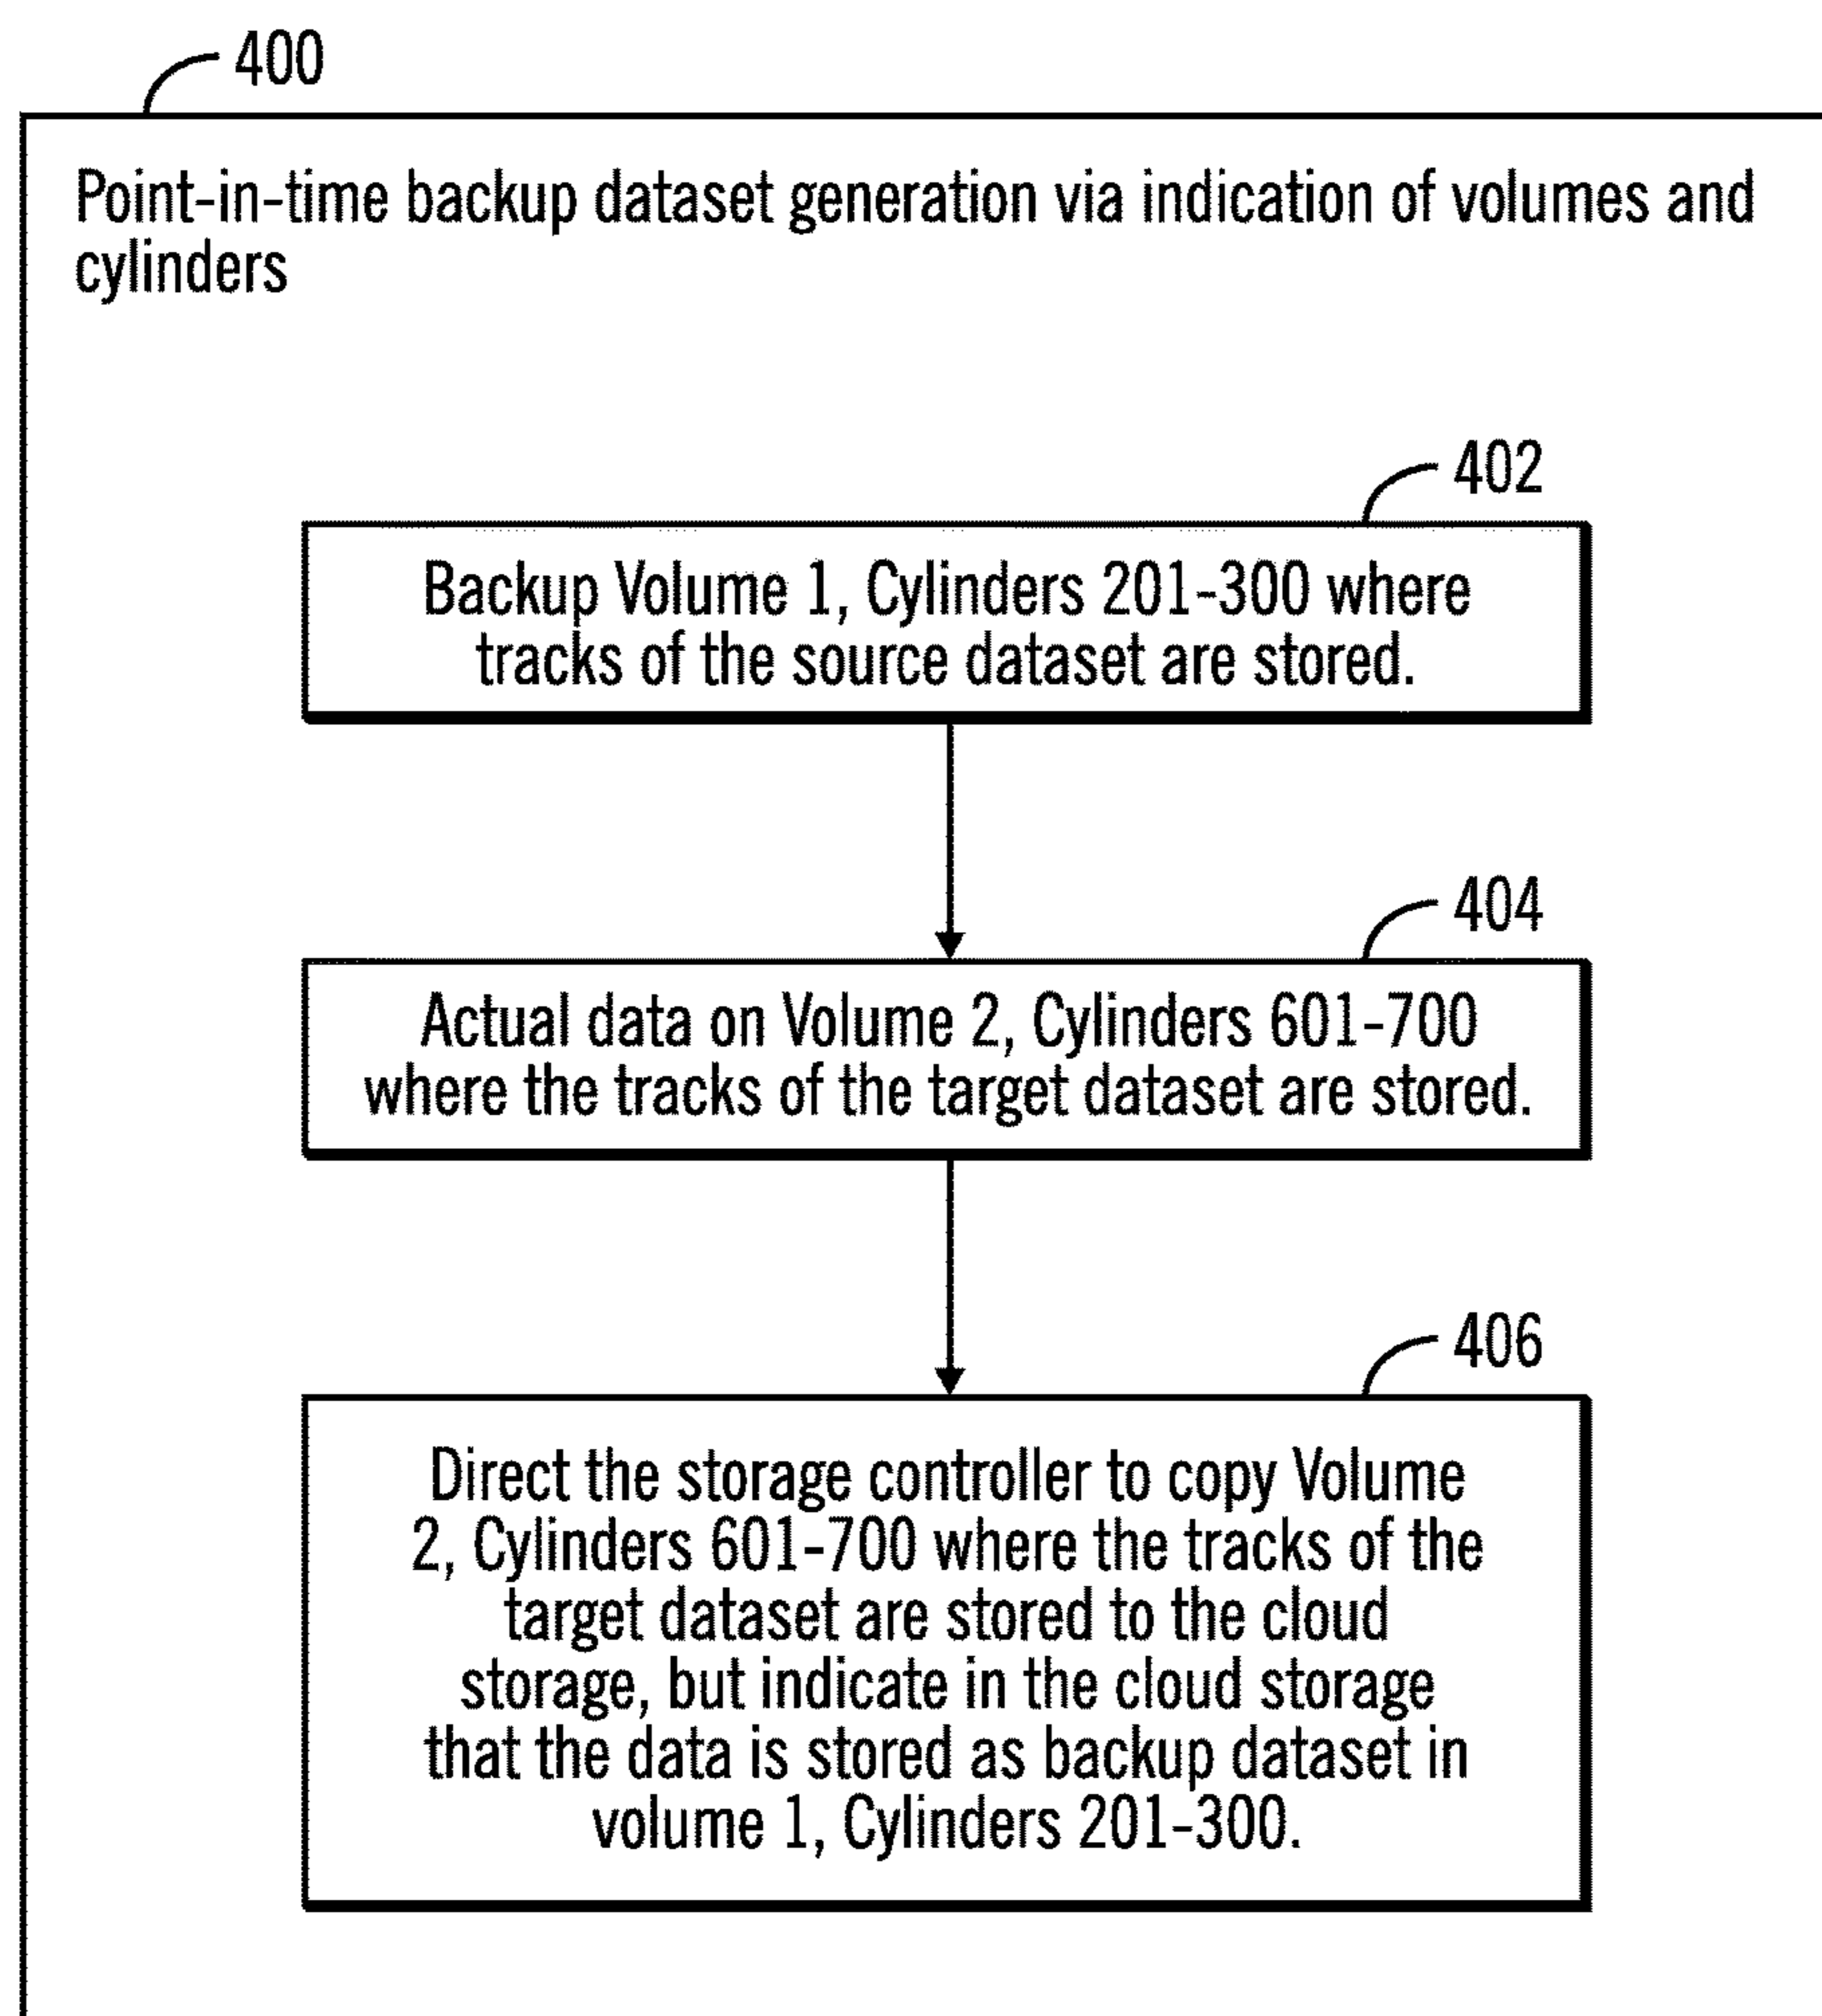 400
Point-in-time backup dataset generation via indication of volumes and
cylinders
402
Backup Volume 1, Cylinders 201-300 where
tracks of the source dataset are stored.
404
Actual data on Volume 2, Cylinders 601-700
where the tracks of the target dataset are stored.
406
Direct the storage controller to copy Volume
2, Cylinders 601-700 where the tracks of the
target dataset are stored to the cloud
storage, but indicate in the cloud storage
that the data is stored as backup dataset in
volume 1, Cylinders 201-300.